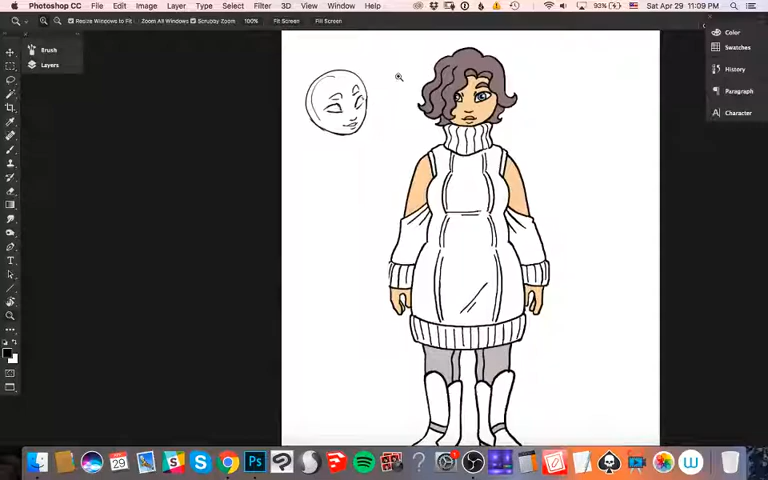 Photoshop CC File Edit Image Layer Type Select Filter 3D View Window Help 93% Sat Apr 29 11:09 PM
Resize Windows to Fit Zoom All Windows Scrubby Zoom 100% Fit Screen Fill Screen
Brush
Layers
Color
Swatches
History
Paragraph
Character
APR
29
Ps